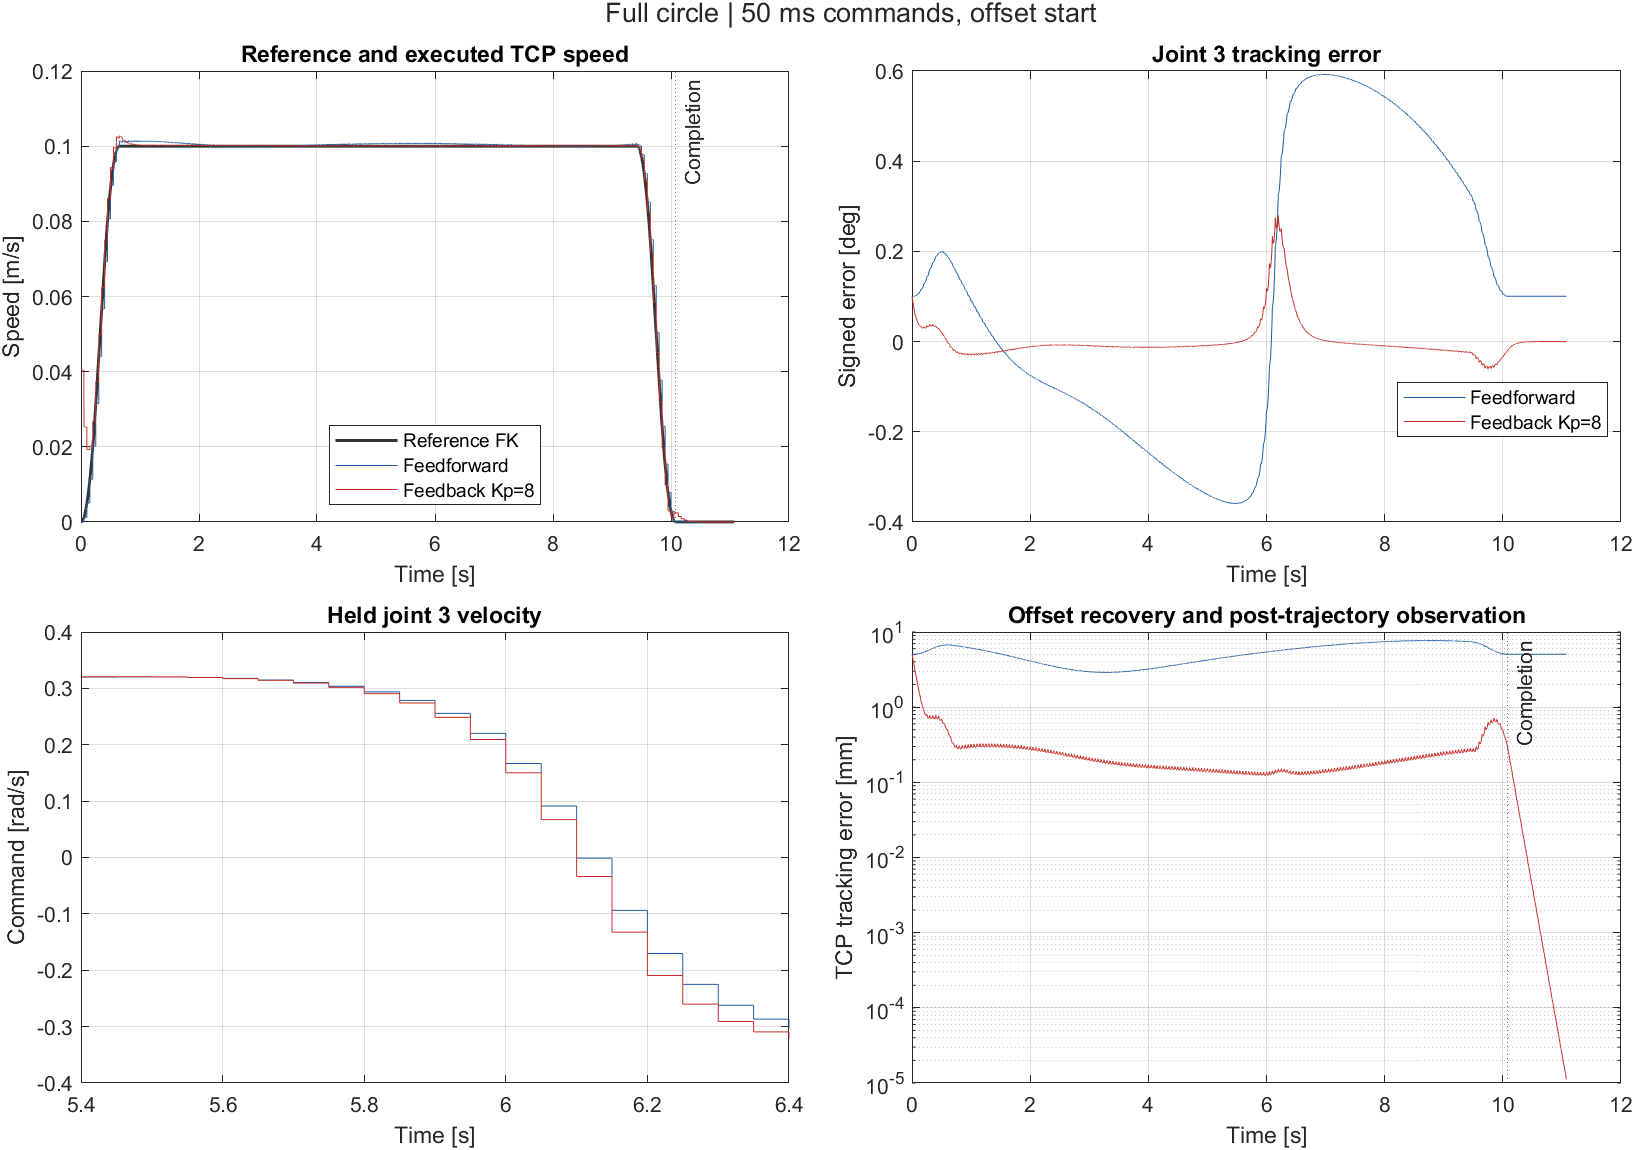 Full circle | 50 ms commands, offset start
Reference and executed TCP speed
0.12
0.1
0.08
0.06
0.04
0.02
0
Speed [m/s]
0 2 4 6 8 10 12
Time [s]
Completion
Reference FK
Feedforward
Feedback Kp=8
Joint 3 tracking error
0.6
0.4
0.2
0
-0.2
-0.4
Signed error [deg]
0 2 4 6 8 10 12
Time [s]
Feedforward
Feedback Kp=8
Held joint 3 velocity
0.4
0.3
0.2
0.1
0
-0.1
-0.2
-0.3
-0.4
Command [rad/s]
5.4 5.6 5.8 6 6.2 6.4
Time [s]
Offset recovery and post-trajectory observation
10^1
10^0
10^-1
10^-2
10^-3
10^-4
10^-5
TCP tracking error [mm]
0 2 4 6 8 10 12
Time [s]
Completion